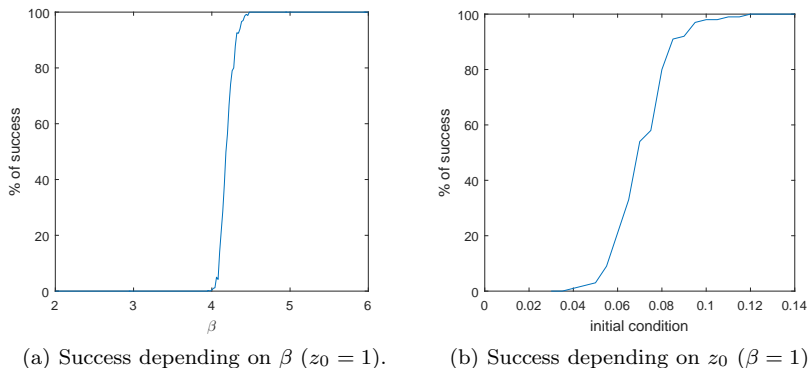 100
80
60
40
20
0
% of success
2 3 4 5 6
β
(a) Success depending on β (z₀ = 1).
100
80
60
40
20
0
% of success
0 0.02 0.04 0.06 0.08 0.1 0.12 0.14
initial condition
(b) Success depending on z₀ (β = 1)